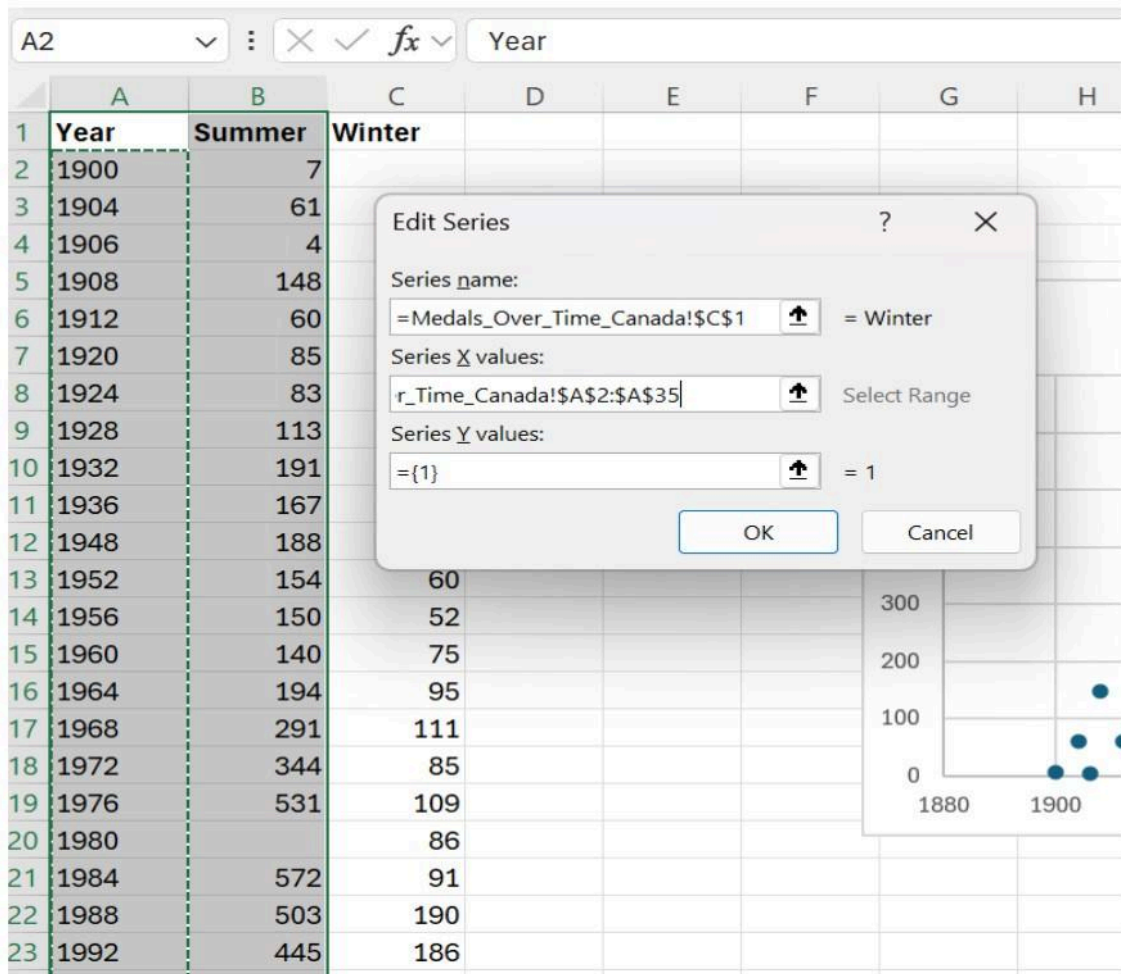 A2 fx Year
A B C D E F G H
1 Year Summer Winter
2 1900 7
3 1904 61
4 1906 4
5 1908 148
6 1912 60
7 1920 85
8 1924 83
9 1928 113
10 1932 191
11 1936 167
12 1948 188
13 1952 154 60
14 1956 150 52
15 1960 140 75
16 1964 194 95
17 1968 291 111
18 1972 344 85
19 1976 531 109
20 1980 86
21 1984 572 91
22 1988 503 190
23 1992 445 186
Edit Series ?
Series name:
=Medals_Over_Time_Canada!$C$1 = Winter
Series X values:
r_Time_Canada!$A$2:$A$35 Select Range
Series Y values:
={1} = 1
OK Cancel
300
200
100
0
1880 1900